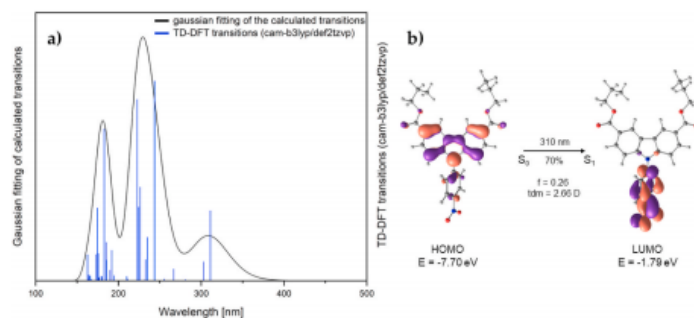 a)
gaussian fitting of the calculated transitions
TD-DFT transitions (cam-b3lyp/def2tzvp)
Gaussian fitting of calculated transitions
TD-DFT transitions (cam-b3lyp/def2tzvp)
100
200
300
400
500
Wavelength [nm]
b)
310 nm
S0
70%
S1
f = 0.26
tdm = 2.66 D
HOMO
E = -7.70 eV
LUMO
E = -1.79 eV